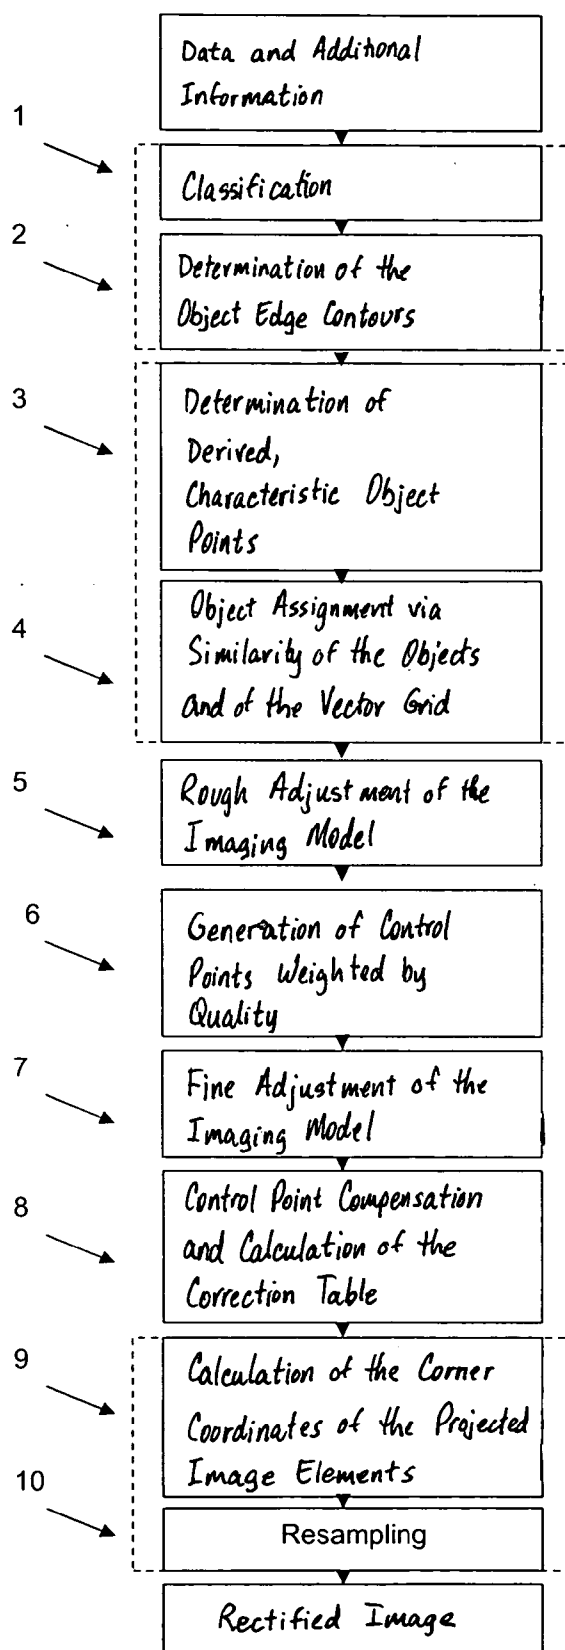 Data and Additional
Information
1
Classification
2
Determination of the
Object Edge Contours
3
Determination of
Derived,
Characteristic Object
Points
4
Object Assignment via
Similarity of the Objects
and of the Vector Grid
5
Rough Adjustment of the
Imaging Model
6
Generation of Control
Points Weighted by
Quality
7
Fine Adjustment of the
Imaging Model
8
Control Point Compensation
and Calculation of the
Correction Table
9
Calculation of the Corner
Coordinates of the Projected
Image Elements
10
Resampling
Rectified Image